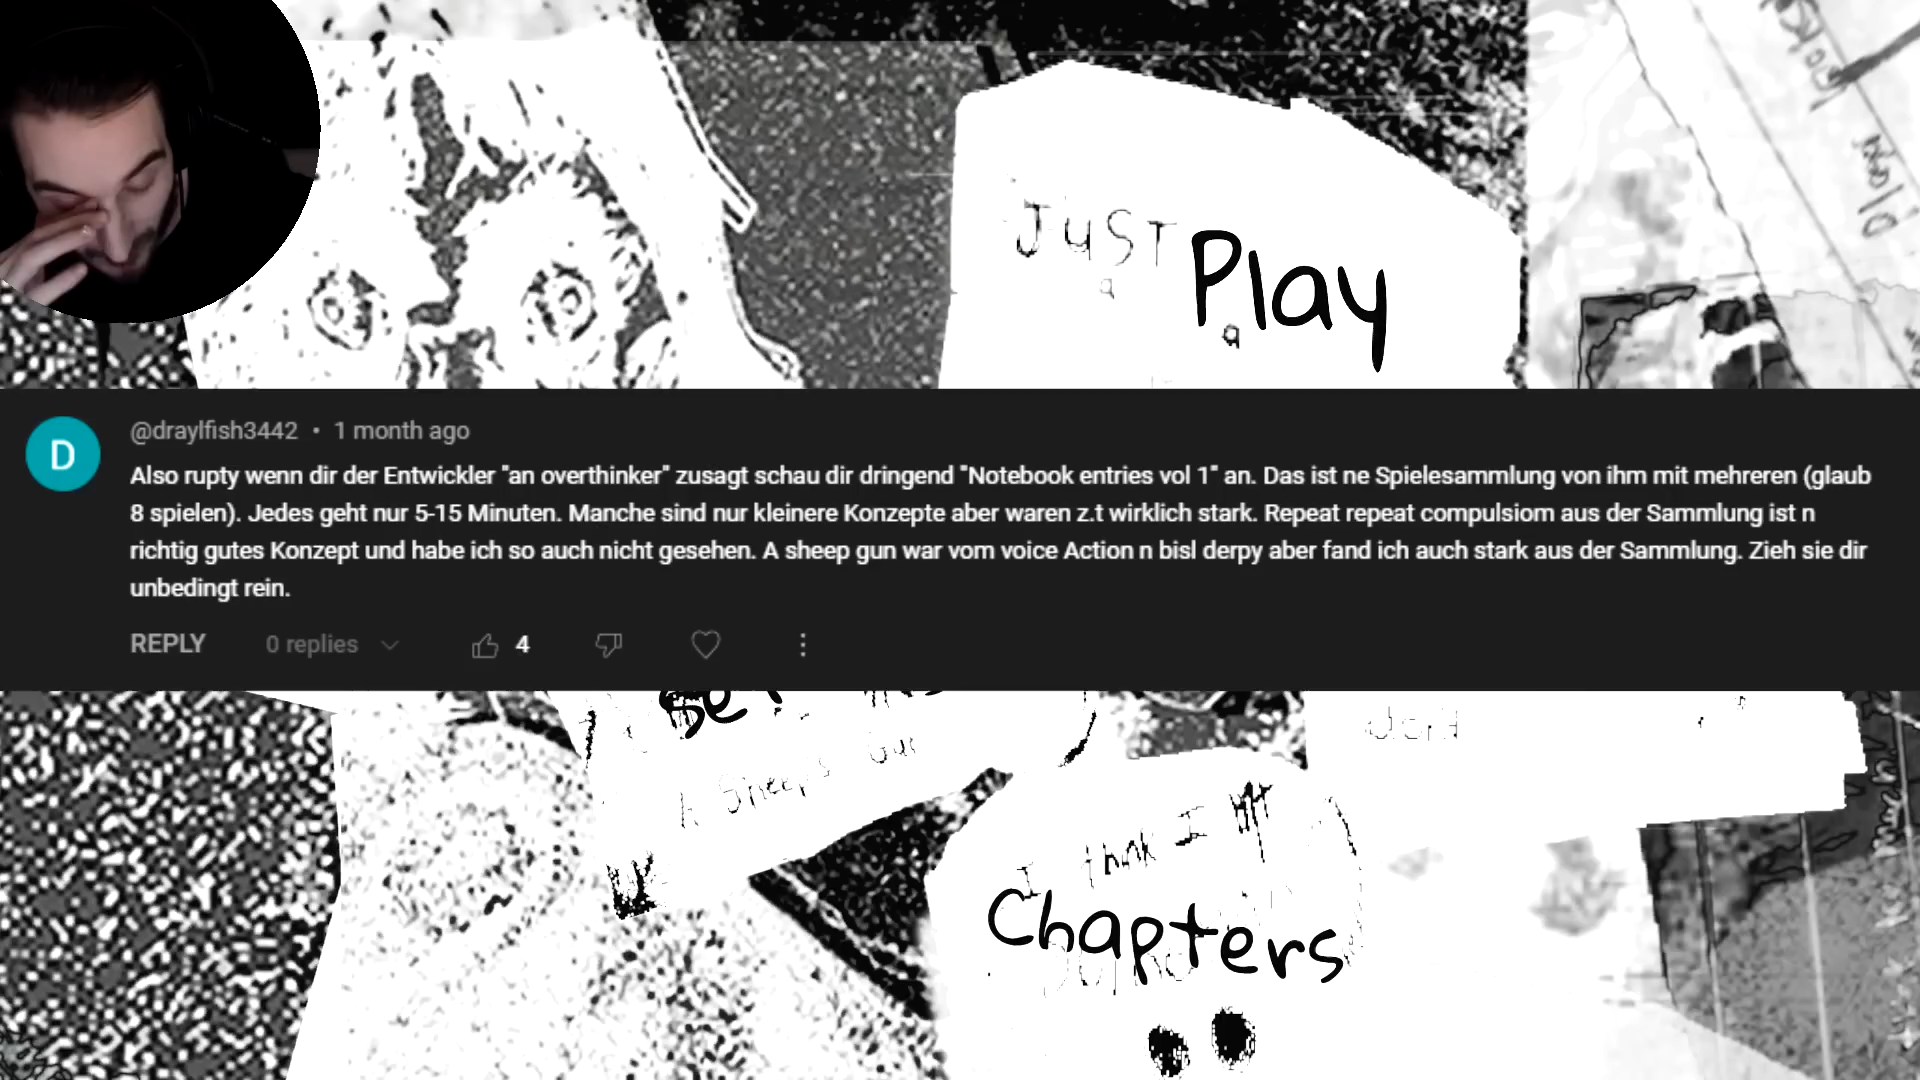 JuST
a
Play
a
@draylfish3442 • 1 month ago
Also rupty wenn dir der Entwickler "an overthinker" zusagt schau dir dringend "Notebook entries vol 1" an. Das ist ne Spielesammlung von ihm mit mehreren (glaub
8 spielen). Jedes geht nur 5-15 Minuten. Manche sind nur kleinere Konzepte aber waren z.t wirklich stark. Repeat repeat compulsiom aus der Sammlung ist n
richtig gutes Konzept und habe ich so auch nicht gesehen. A sheep gun war vom voice Action n bisl derpy aber fand ich auch stark aus der Sammlung. Zieh sie dir
unbedingt rein.
REPLY 0 replies 4
I think I
Chapters